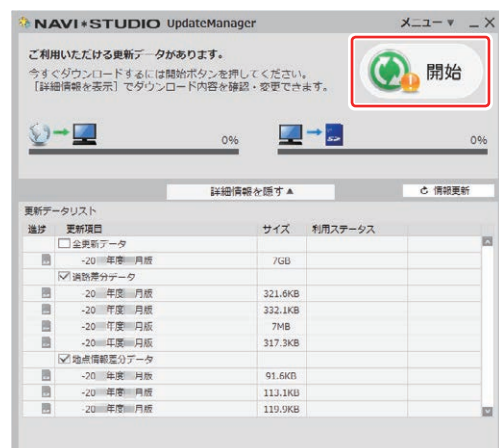 NAVI*STUDIO UpdateManager メニュー ▼ _ X
ご利用いただける更新データがあります。
今すぐダウンロードするには開始ボタンを押してください。
[詳細情報を表示] でダウンロード内容を確認・変更できます。
開始
0% 0%
詳細情報を隠す▲ 情報更新
更新データリスト
進捗 更新項目 サイズ 利用ステータス
全更新データ
-20 年度 月版 7GB
道路差分データ
-20 年度 月版 321.6KB
-20 年度 月版 332.1KB
-20 年度 月版 7MB
-20 年度 月版 317.3KB
地点情報差分データ
-20 年度 月版 91.6KB
-20 年度 月版 113.1KB
-20 年度 月版 119.9KB